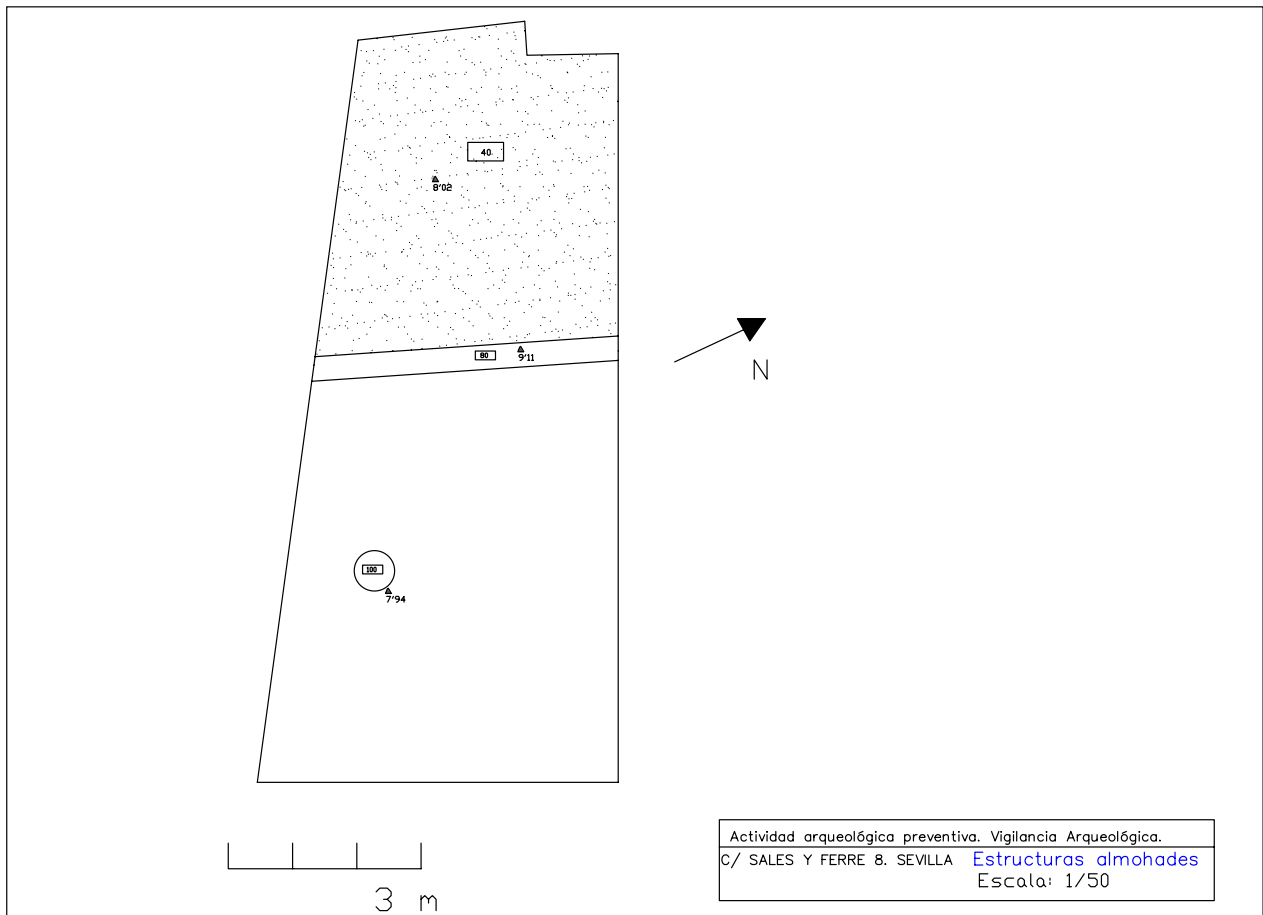 40.
8'02
80
9'11
N
100
7'94
3 m
Actividad arqueológica preventiva. Vigilancia Arqueológica.
C/ SALES Y FERRE 8. SEVILLA Estructuras almohades
Escala: 1/50